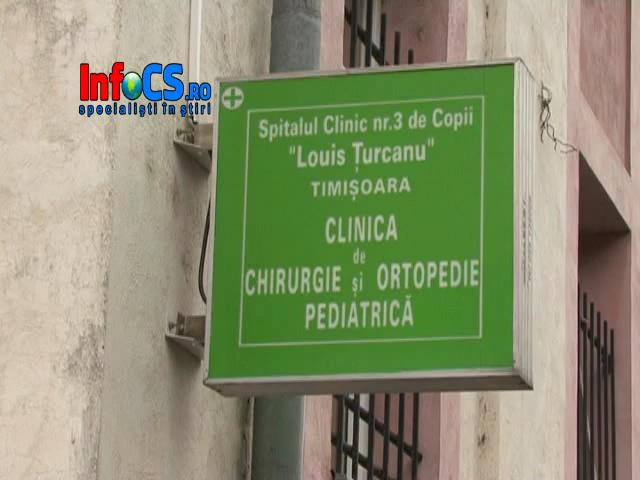 InfoCS.RO
specialiști în știri
Spitalul Clinic nr.3 de Copii
"Louis Țurcanu"
TIMIȘOARA
CLINICA
de
CHIRURGIE și ORTOPEDIE
PEDIATRICĂ